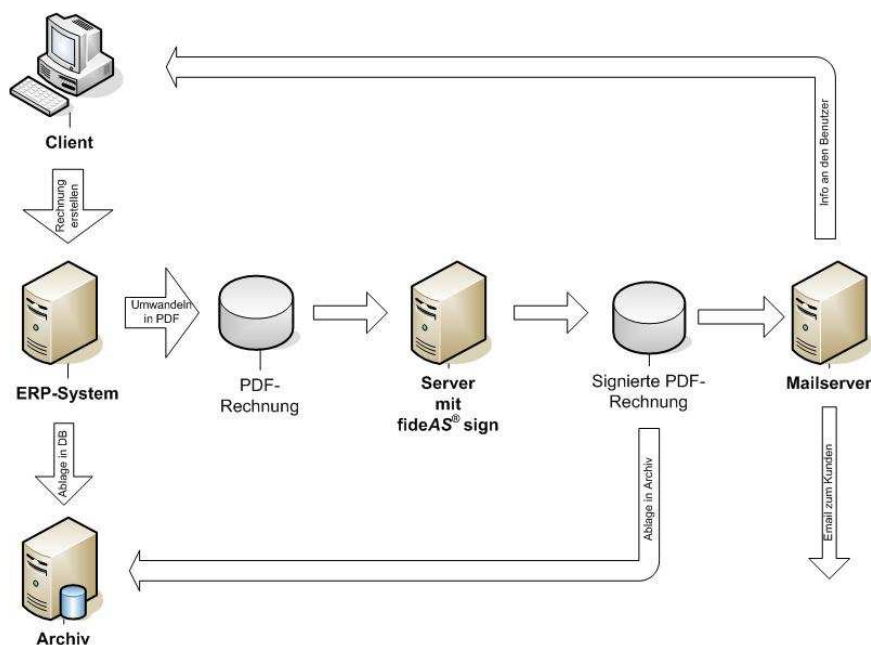 Client
Rechnung
erstellen
Info an den Benutzer
Umwandeln
in PDF
ERP-System
PDF-
Rechnung
Server
mit
fideAS® sign
Signierte PDF-
Rechnung
Mailserver
Ablage in DB
Ablage in Archiv
Email zum Kunden
Archiv